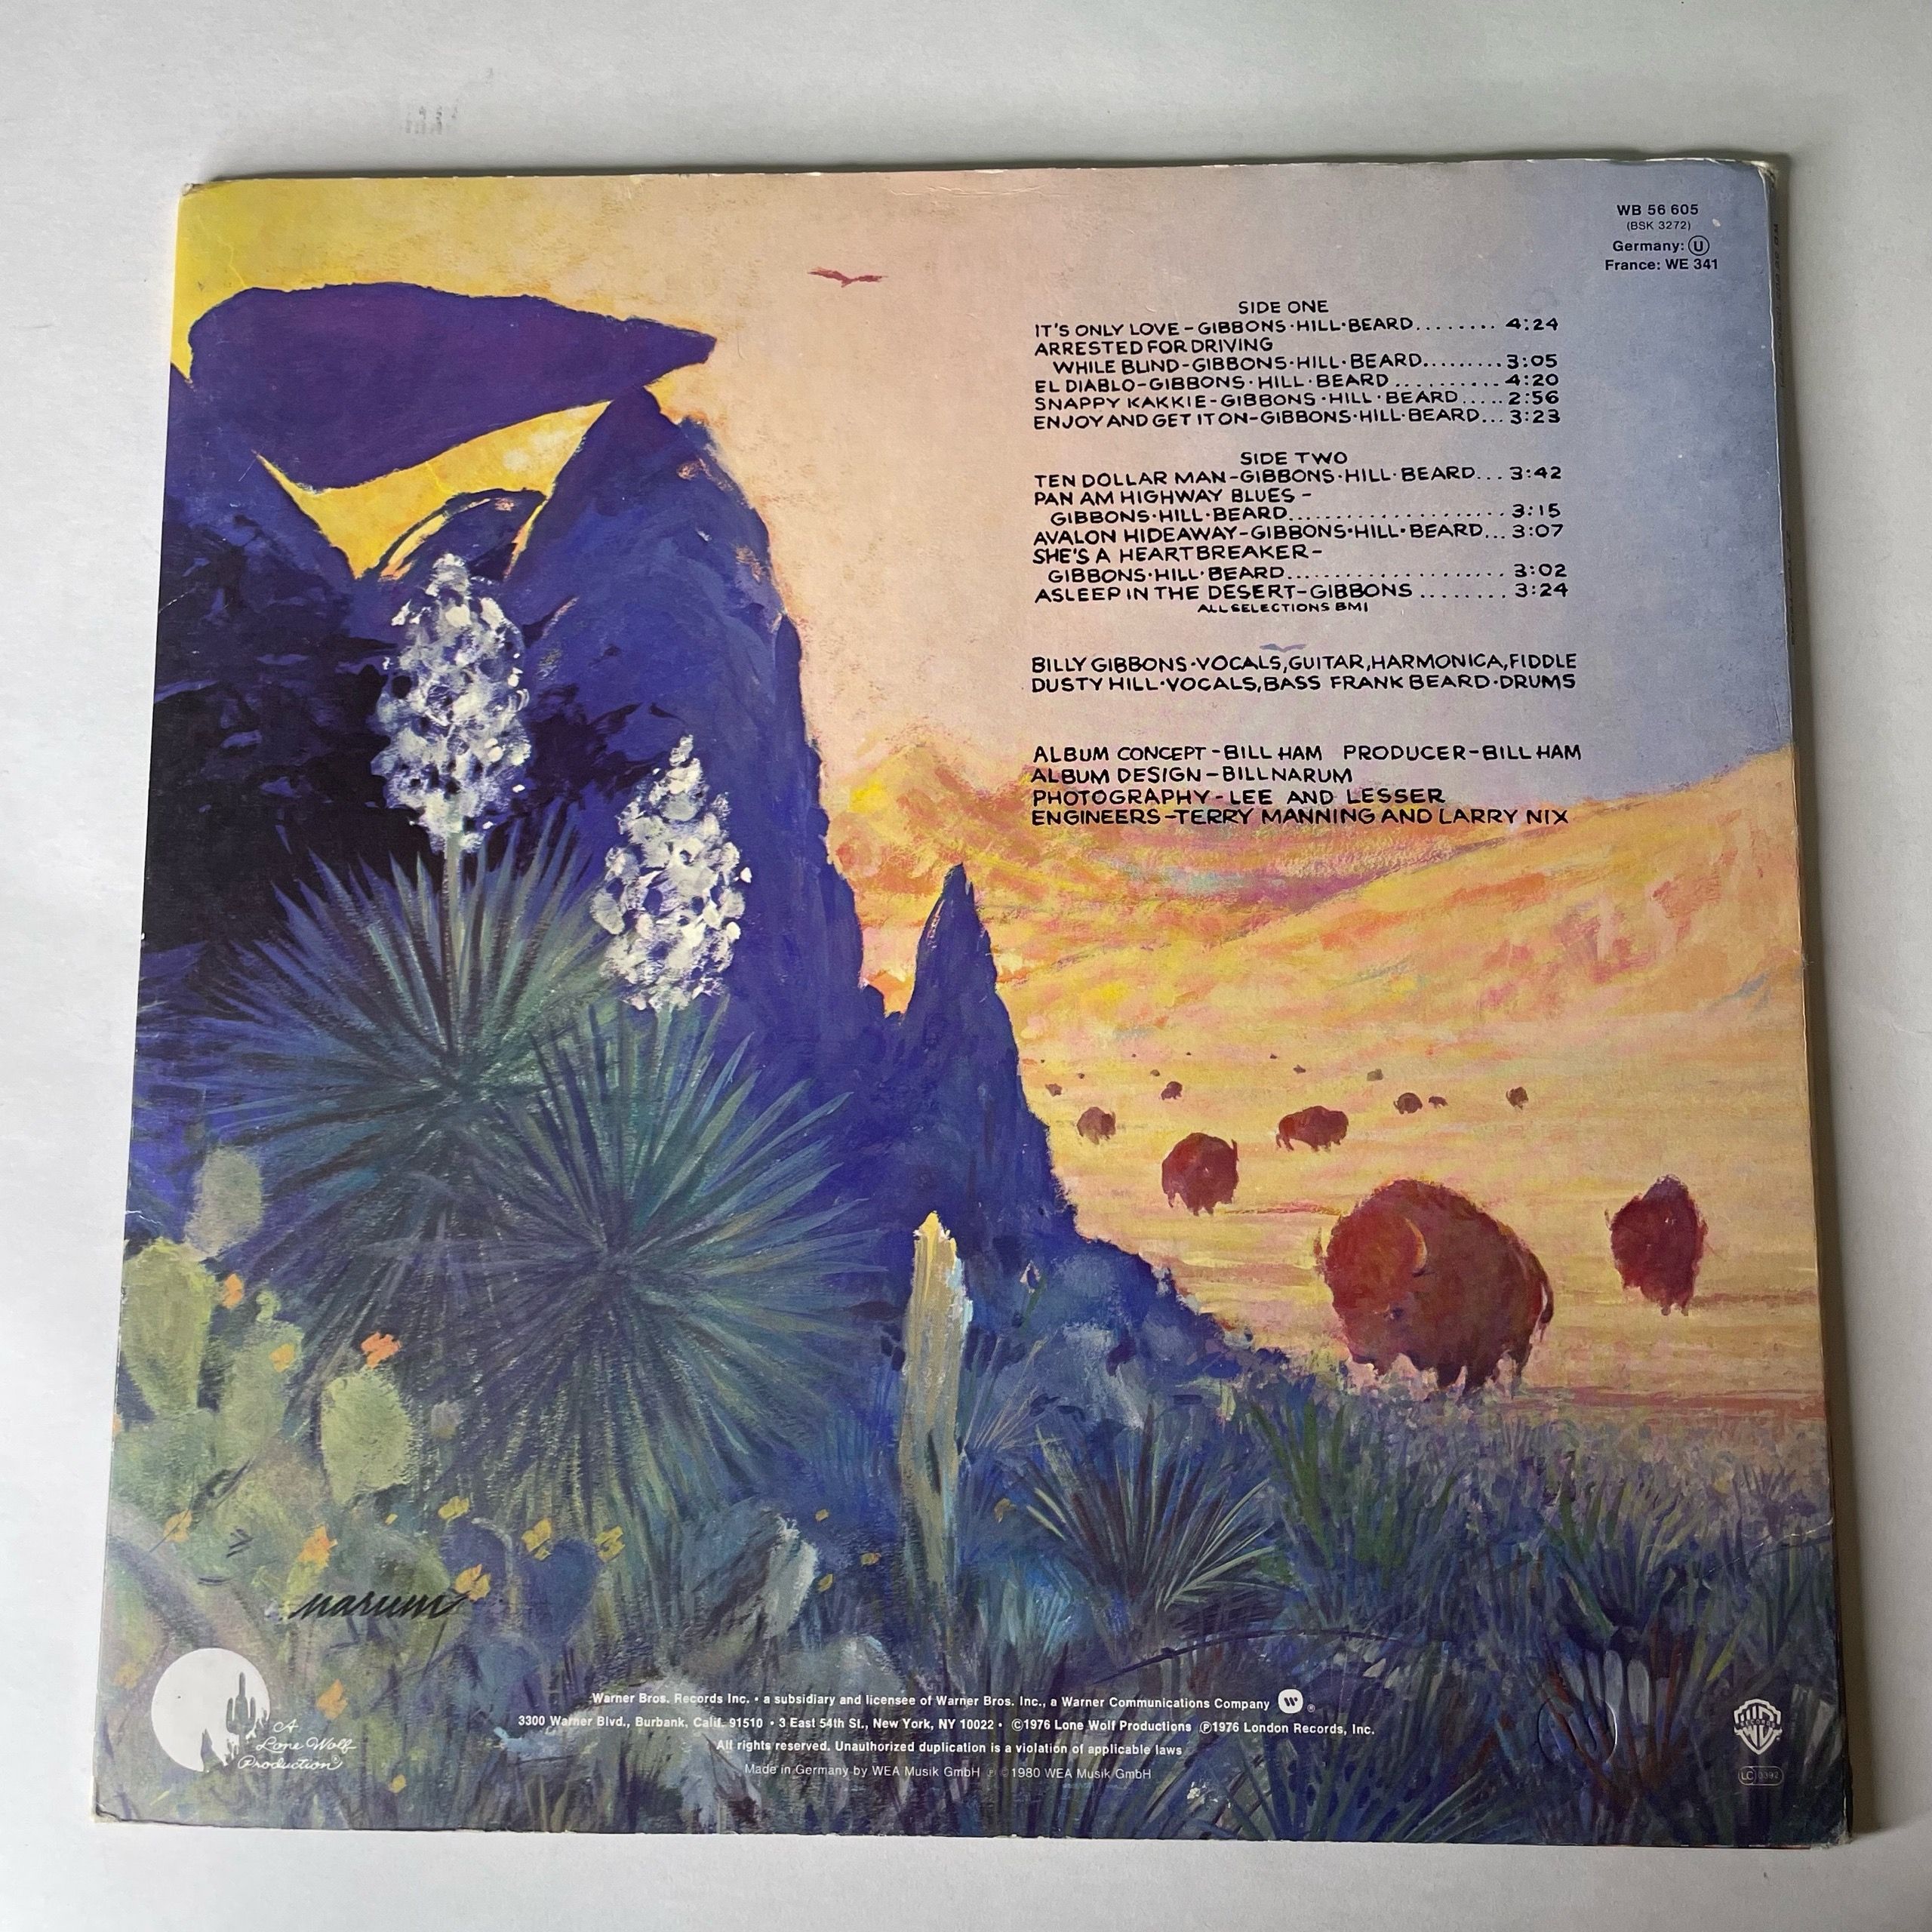 WB 56 605
(BSK 3272)
Germany: U
France: WE 341
SIDE ONE
IT'S ONLY LOVE-GIBBONS·HILL·BEARD........ 4:24
ARRESTED FOR DRIVING
WHILE BLIND-GIBBONS·HILL·BEARD......... 3:05
EL DIABLO-GIBBONS·HILL·BEARD .......... 4:20
SNAPPY KAKKIE-GIBBONS·HILL·BEARD..... 2:56
ENJOY AND GET IT ON-GIBBONS·HILL·BEARD... 3:23
SIDE TWO
TEN DOLLAR MAN-GIBBONS·HILL·BEARD... 3:42
PAN AM HIGHWAY BLUES -
GIBBONS·HILL·BEARD...................... 3:15
AVALON HIDEAWAY-GIBBONS·HILL·BEARD... 3:07
SHE'S A HEARTBREAKER-
GIBBONS·HILL·BEARD...................... 3:02
ASLEEP IN THE DESERT-GIBBONS ........ 3:24
ALL SELECTIONS BMI
BILLY GIBBONS·VOCALS,GUITAR,HARMONICA,FIDDLE
DUSTY HILL·VOCALS,BASS FRANK BEARD·DRUMS
ALBUM CONCEPT-BILL HAM PRODUCER-BILL HAM
ALBUM DESIGN-BILL NARUM
PHOTOGRAPHY-LEE AND LESSER
ENGINEERS-TERRY MANNING AND LARRY NIX
narum
A
Lone Wolf
Production
Warner Bros. Records Inc. • a subsidiary and licensee of Warner Bros. Inc., a Warner Communications Company W ®
3300 Warner Blvd., Burbank, Calif. 91510 • 3 East 54th St., New York, NY 10022 • ©1976 Lone Wolf Productions ℗1976 London Records, Inc.
All rights reserved. Unauthorized duplication is a violation of applicable laws
Made in Germany by WEA Musik GmbH ℗ ©1980 WEA Musik GmbH
RECORDS
LC 0392